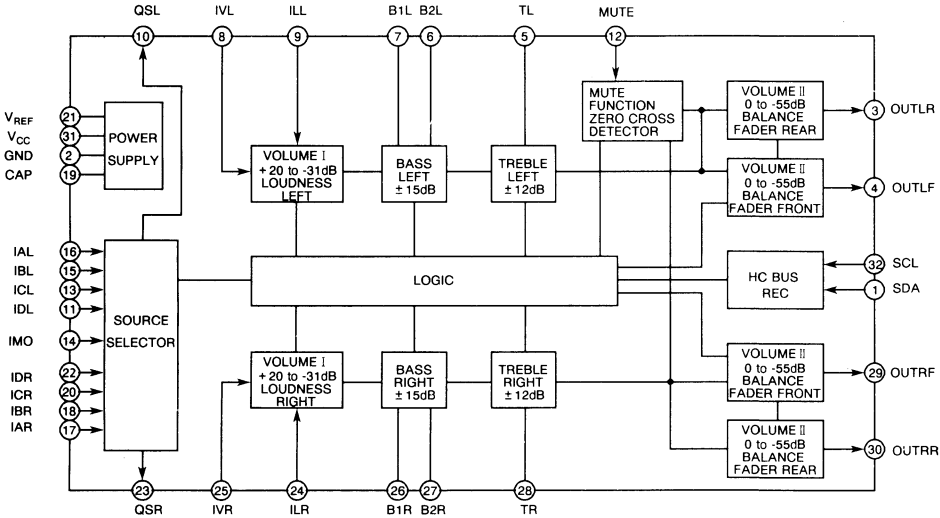 QSL IVL ILL B1L B2L TL MUTE
10 8 9 7 6 5 12
VREF 21
VCC 31
GND 2
CAP 19
POWER
SUPPLY
VOLUME I
+20 to -31dB
LOUDNESS
LEFT
BASS
LEFT
±15dB
TREBLE
LEFT
±12dB
MUTE
FUNCTION
ZERO CROSS
DETECTOR
VOLUME II
0 to -55dB
BALANCE
FADER REAR
3 OUTLR
VOLUME II
0 to -55dB
BALANCE
FADER FRONT
4 OUTLF
IAL 16
IBL 15
ICL 13
IDL 11
IMO 14
IDR 22
ICR 20
IBR 18
IAR 17
SOURCE
SELECTOR
LOGIC
HC BUS
REC
32 SCL
1 SDA
VOLUME I
+20 to -31dB
LOUDNESS
RIGHT
BASS
RIGHT
±15dB
TREBLE
RIGHT
±12dB
VOLUME II
0 to -55dB
BALANCE
FADER FRONT
29 OUTRF
VOLUME II
0 to -55dB
BALANCE
FADER REAR
30 OUTRR
23 25 24 26 27 28
QSR IVR ILR B1R B2R TR